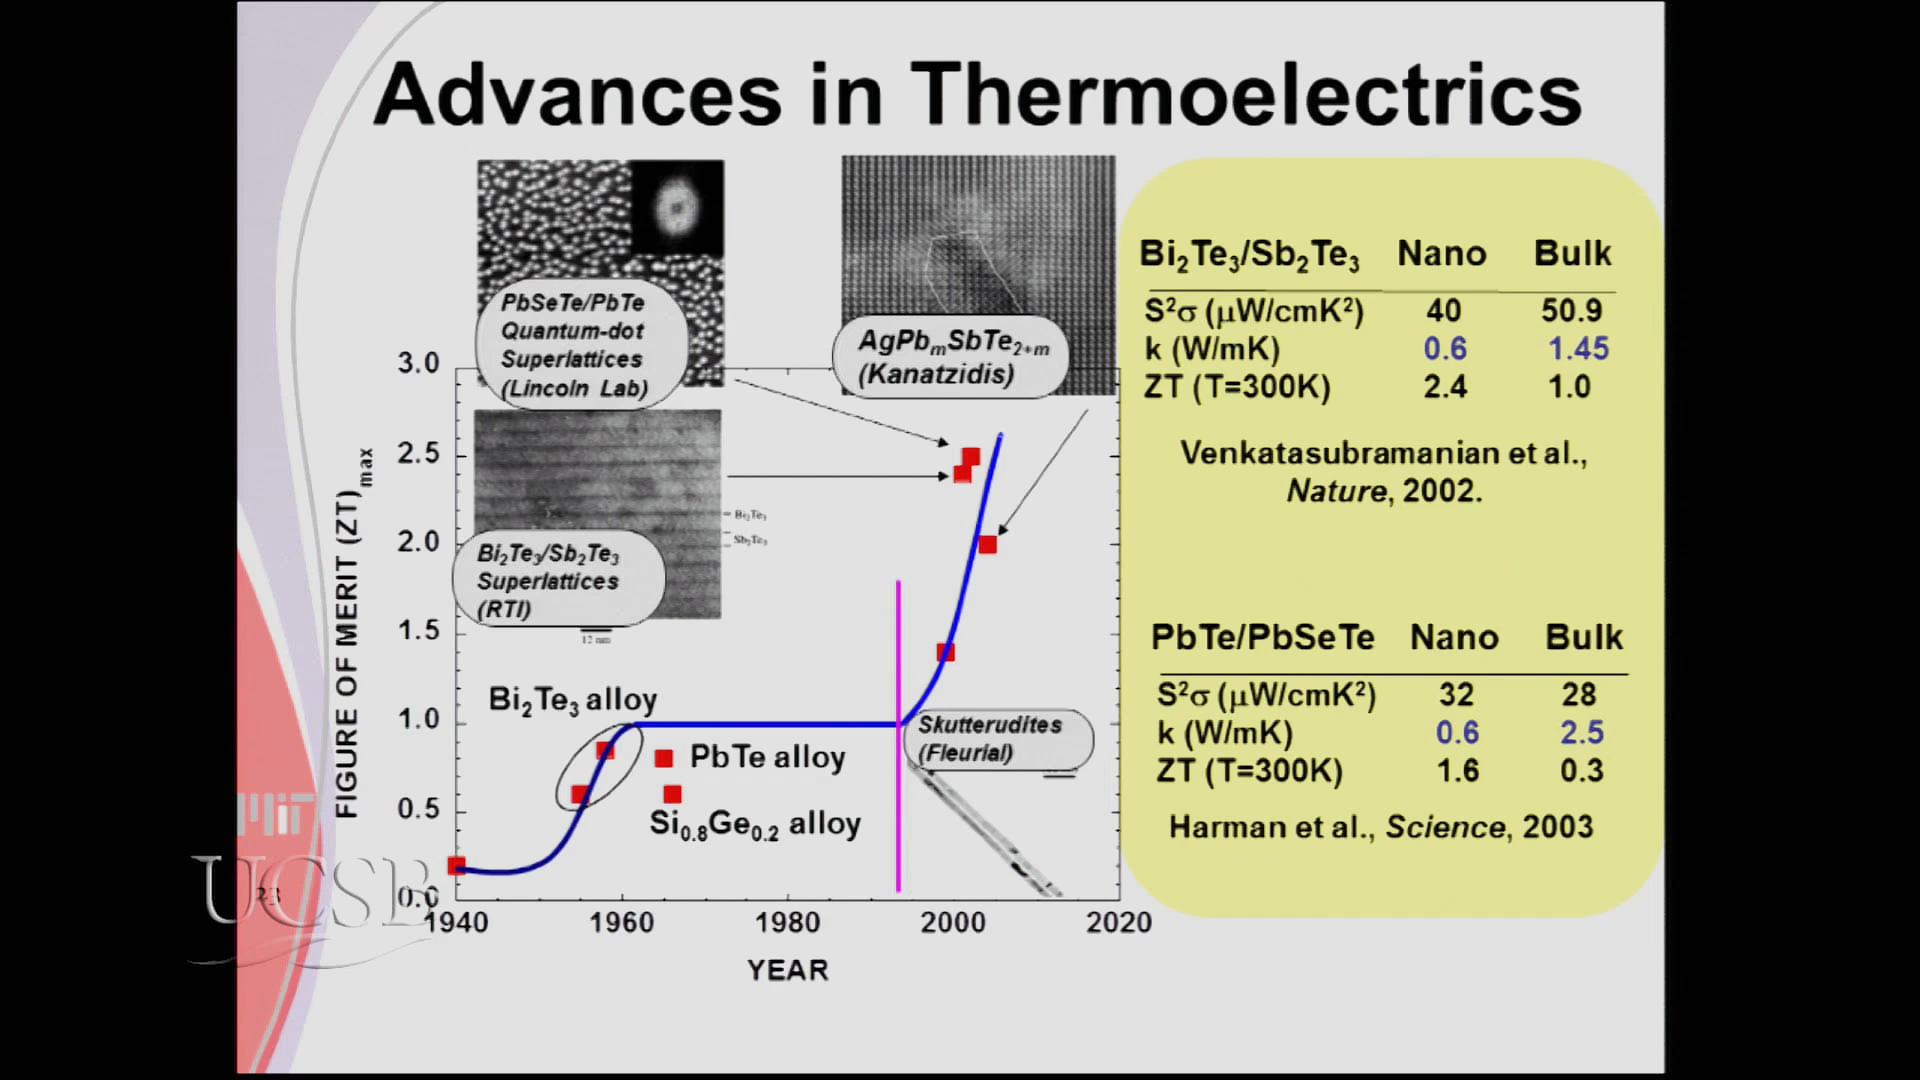 Advances in Thermoelectrics
PbSeTe/PbTe
Quantum-dot
Superlattices
(Lincoln Lab)
AgPbₘSbTe₂₊ₘ
(Kanatzidis)
Bi₂Te₃
Sb₂Te₃
Bi₂Te₃/Sb₂Te₃
Superlattices
(RTI)
12 nm
FIGURE OF MERIT (ZT)max
3.0
2.5
2.0
1.5
1.0
0.5
0.0
Bi₂Te₃ alloy
PbTe alloy
Si₀.₈Ge₀.₂ alloy
Skutterudites
(Fleurial)
1940 1960 1980 2000 2020
YEAR
Bi₂Te₃/Sb₂Te₃ Nano Bulk
S²σ (μW/cmK²) 40 50.9
k (W/mK) 0.6 1.45
ZT (T=300K) 2.4 1.0
Venkatasubramanian et al.,
Nature, 2002.
PbTe/PbSeTe Nano Bulk
S²σ (μW/cmK²) 32 28
k (W/mK) 0.6 2.5
ZT (T=300K) 1.6 0.3
Harman et al., Science, 2003
MIT
UCSB
23